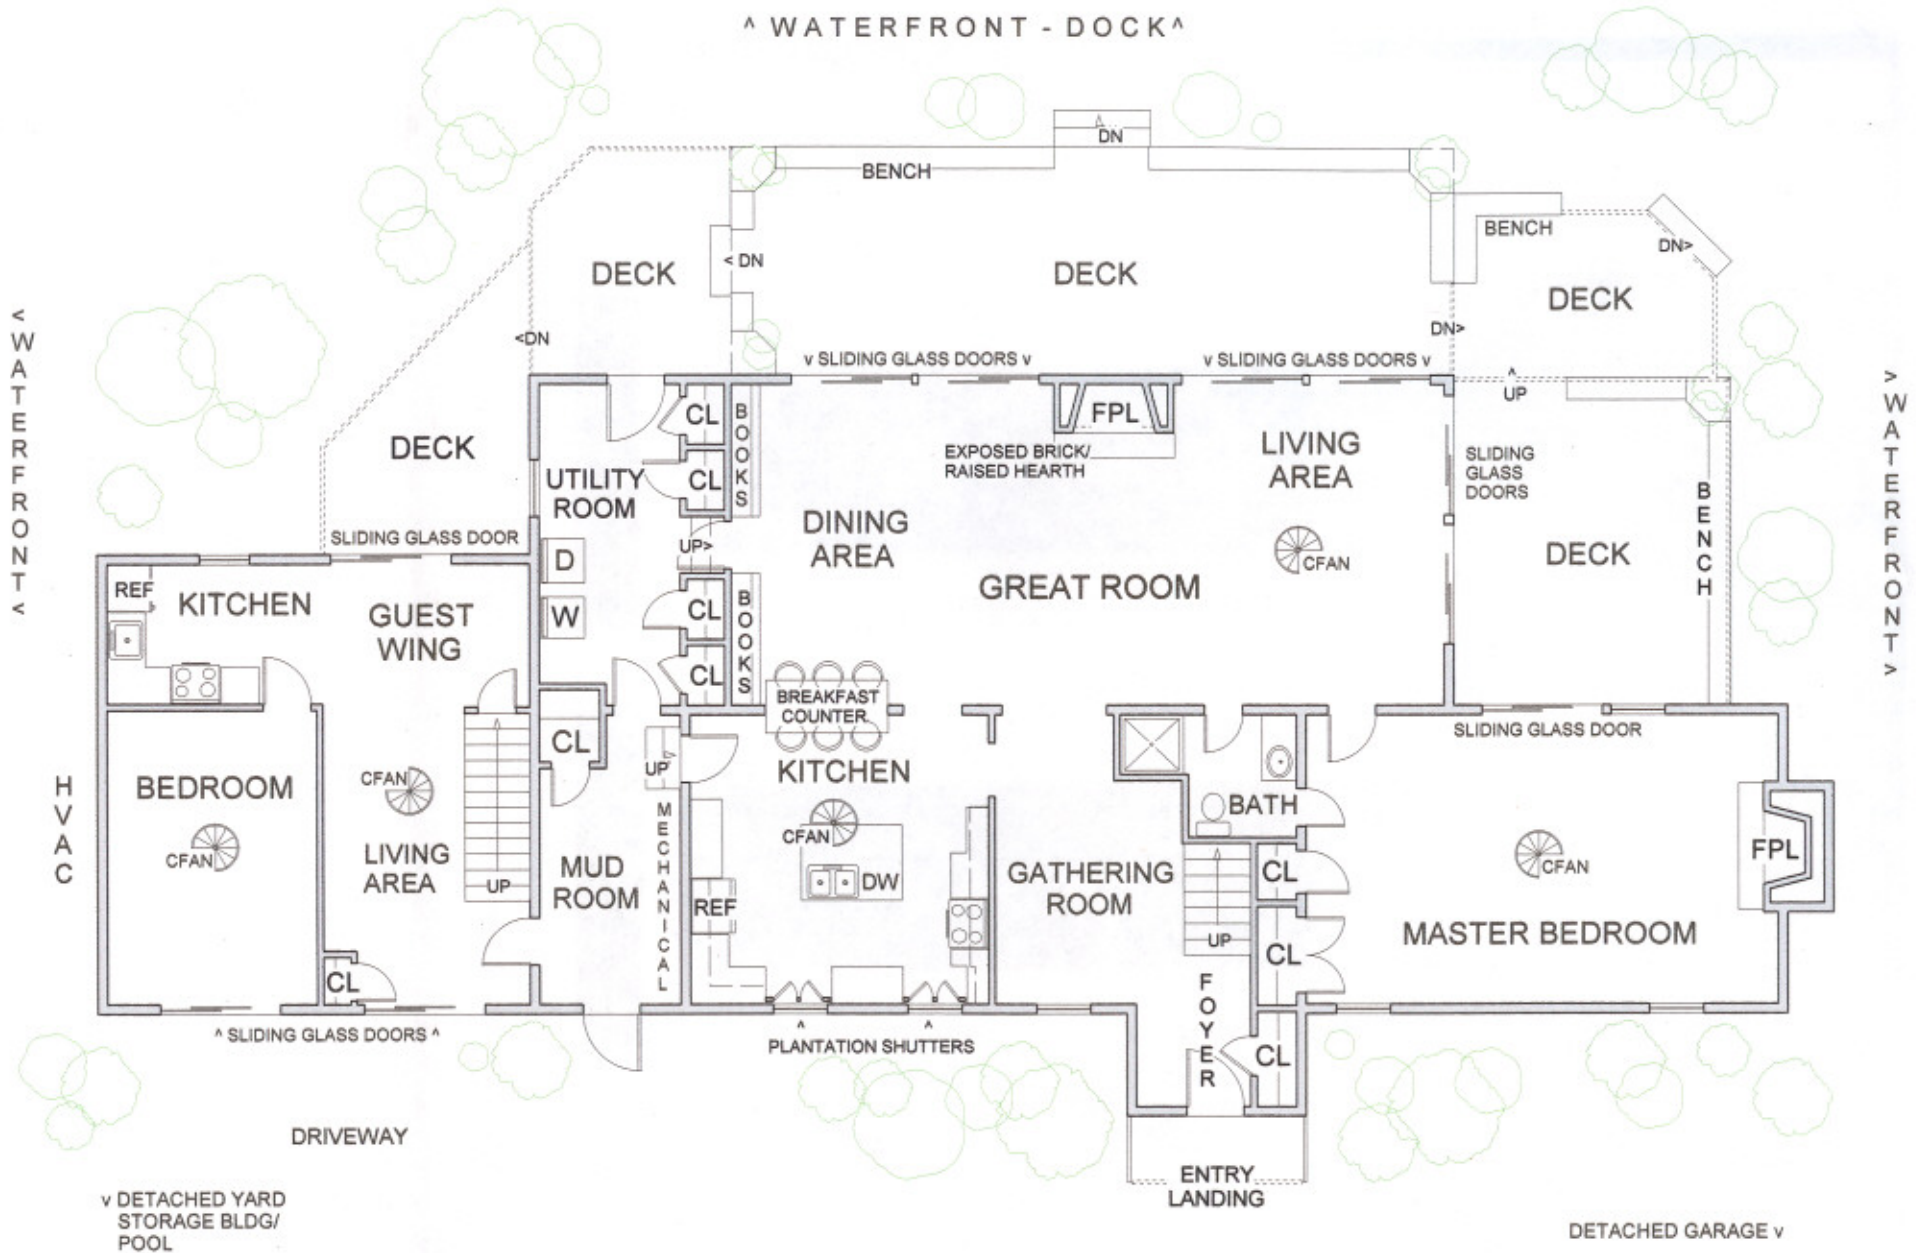 ^ WATERFRONT - DOCK^
DN
BENCH
BENCH
DN>
< DN
DECK
DECK
DECK
<DN
DN>
v SLIDING GLASS DOORS v
v SLIDING GLASS DOORS v
UP
<WATERFRONT<
>WATERFRONT>
CL
BOOKS
FPL
EXPOSED BRICK/
RAISED HEARTH
LIVING
AREA
SLIDING
GLASS
DOORS
DECK
UTILITY
ROOM
CL
BENCH
DINING
AREA
SLIDING GLASS DOOR
UP>
CFAN
DECK
D
REF
KITCHEN
GREAT ROOM
GUEST
WING
W
CL
BOOKS
CL
BREAKFAST
COUNTER
SLIDING GLASS DOOR
CL
UP
KITCHEN
HVAC
BEDROOM
CFAN
MECHANICAL
BATH
CFAN
CFAN
LIVING
AREA
UP
MUD
ROOM
DW
REF
GATHERING
ROOM
CL
CFAN
FPL
UP
MASTER BEDROOM
CL
CL
FOYER
^ SLIDING GLASS DOORS ^
^ ^
PLANTATION SHUTTERS
CL
DRIVEWAY
ENTRY
LANDING
v DETACHED YARD
STORAGE BLDG/
POOL
DETACHED GARAGE v